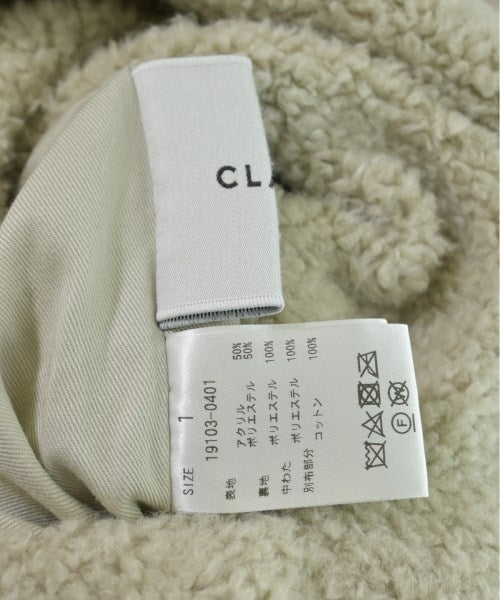 CLA
SIZE 1
19103-0401
表地 アクリル 50%
ポリエステル 50%
裏地 ポリエステル 100%
中わた ポリエステル 100%
別布部分 コットン 100%
F W